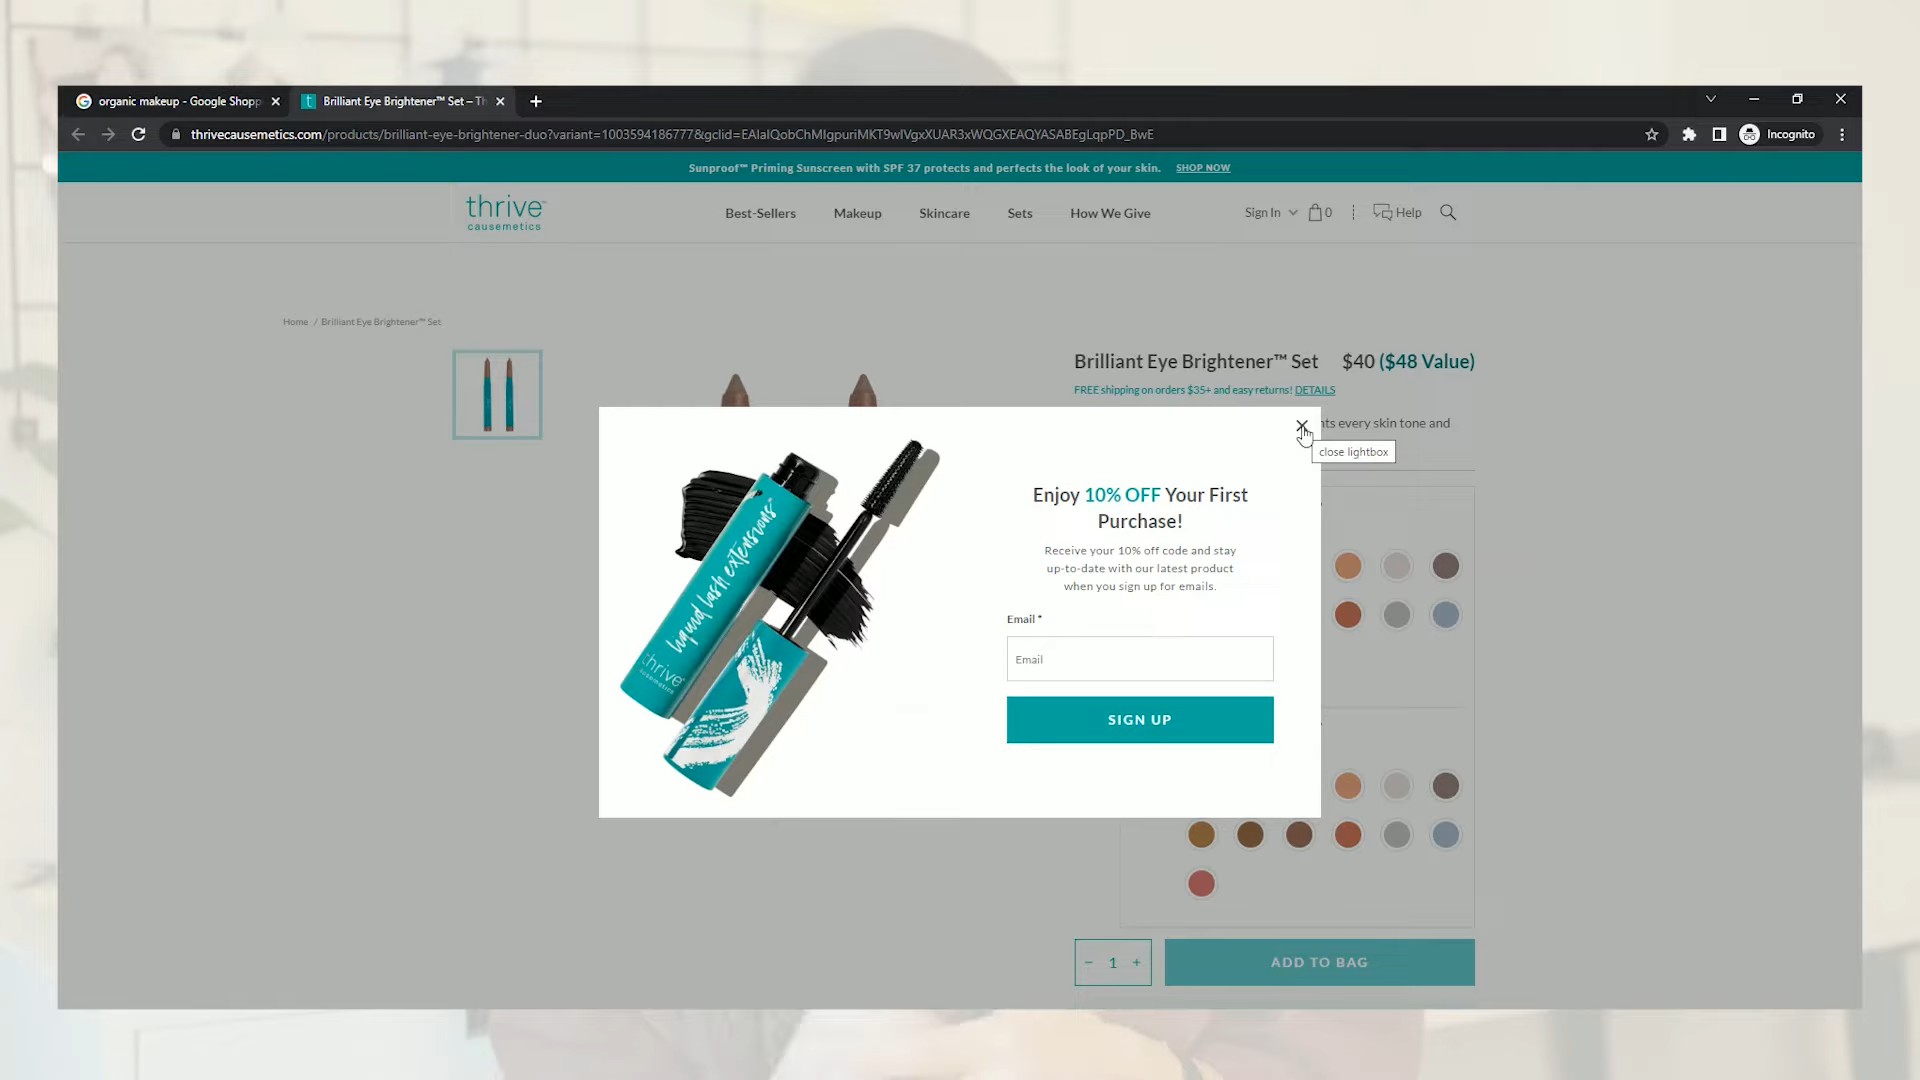 organic makeup - Google Shopp
Brilliant Eye Brightener™ Set – Th
thrivecausemetics.com/products/brilliant-eye-brightener-duo?variant=1003594186777&gclid=EAIaIQobChMIgpuriMKT9wIVgxXUAR3xWQGXEAQYASABEgLqpPD_BwE
Incognito
Sunproof™ Priming Sunscreen with SPF 37 protects and perfects the look of your skin. SHOP NOW
thrive
causemetics
Best-Sellers Makeup Skincare Sets How We Give
Sign In 0 Help
Home / Brilliant Eye Brightener™ Set
Brilliant Eye Brightener™ Set $40 ($48 Value)
FREE shipping on orders $35+ and easy returns! DETAILS
every skin tone and
close lightbox
liquid lash extensions™
thrive
causemetics
Enjoy 10% OFF Your First
Purchase!
Receive your 10% off code and stay
up-to-date with our latest product
when you sign up for emails.
Email *
Email
SIGN UP
- 1 +
ADD TO BAG